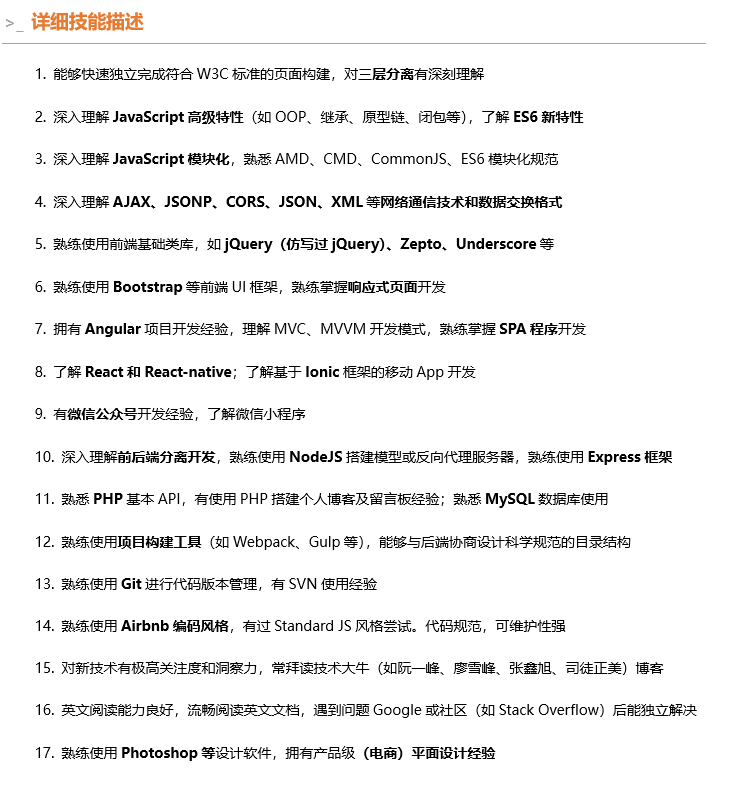 >_ 详细技能描述
1. 能够快速独立完成符合 W3C 标准的页面构建，对三层分离有深刻理解
2. 深入理解 JavaScript 高级特性（如 OOP、继承、原型链、闭包等），了解 ES6 新特性
3. 深入理解 JavaScript 模块化，熟悉 AMD、CMD、CommonJS、ES6 模块化规范
4. 深入理解 AJAX、JSONP、CORS、JSON、XML 等网络通信技术和数据交换格式
5. 熟练使用前端基础类库，如 jQuery（仿写过 jQuery）、Zepto、Underscore 等
6. 熟练使用 Bootstrap 等前端 UI 框架，熟练掌握响应式页面开发
7. 拥有 Angular 项目开发经验，理解 MVC、MVVM 开发模式，熟练掌握 SPA 程序开发
8. 了解 React 和 React-native；了解基于 Ionic 框架的移动 App 开发
9. 有微信公众号开发经验，了解微信小程序
10. 深入理解前后端分离开发，熟练使用 NodeJS 搭建模型或反向代理服务器，熟练使用 Express 框架
11. 熟悉 PHP 基本 API，有使用 PHP 搭建个人博客及留言板经验；熟悉 MySQL 数据库使用
12. 熟练使用项目构建工具（如 Webpack、Gulp 等），能够与后端协商设计科学规范的目录结构
13. 熟练使用 Git 进行代码版本管理，有 SVN 使用经验
14. 熟练使用 Airbnb 编码风格，有过 Standard JS 风格尝试。代码规范，可维护性强
15. 对新技术有极高关注度和洞察力，常拜读技术大牛（如阮一峰、廖雪峰、张鑫旭、司徒正美）博客
16. 英文阅读能力良好，流畅阅读英文文档，遇到问题 Google 或社区（如 Stack Overflow）后能独立解决
17. 熟练使用 Photoshop 等设计软件，拥有产品级（电商）平面设计经验